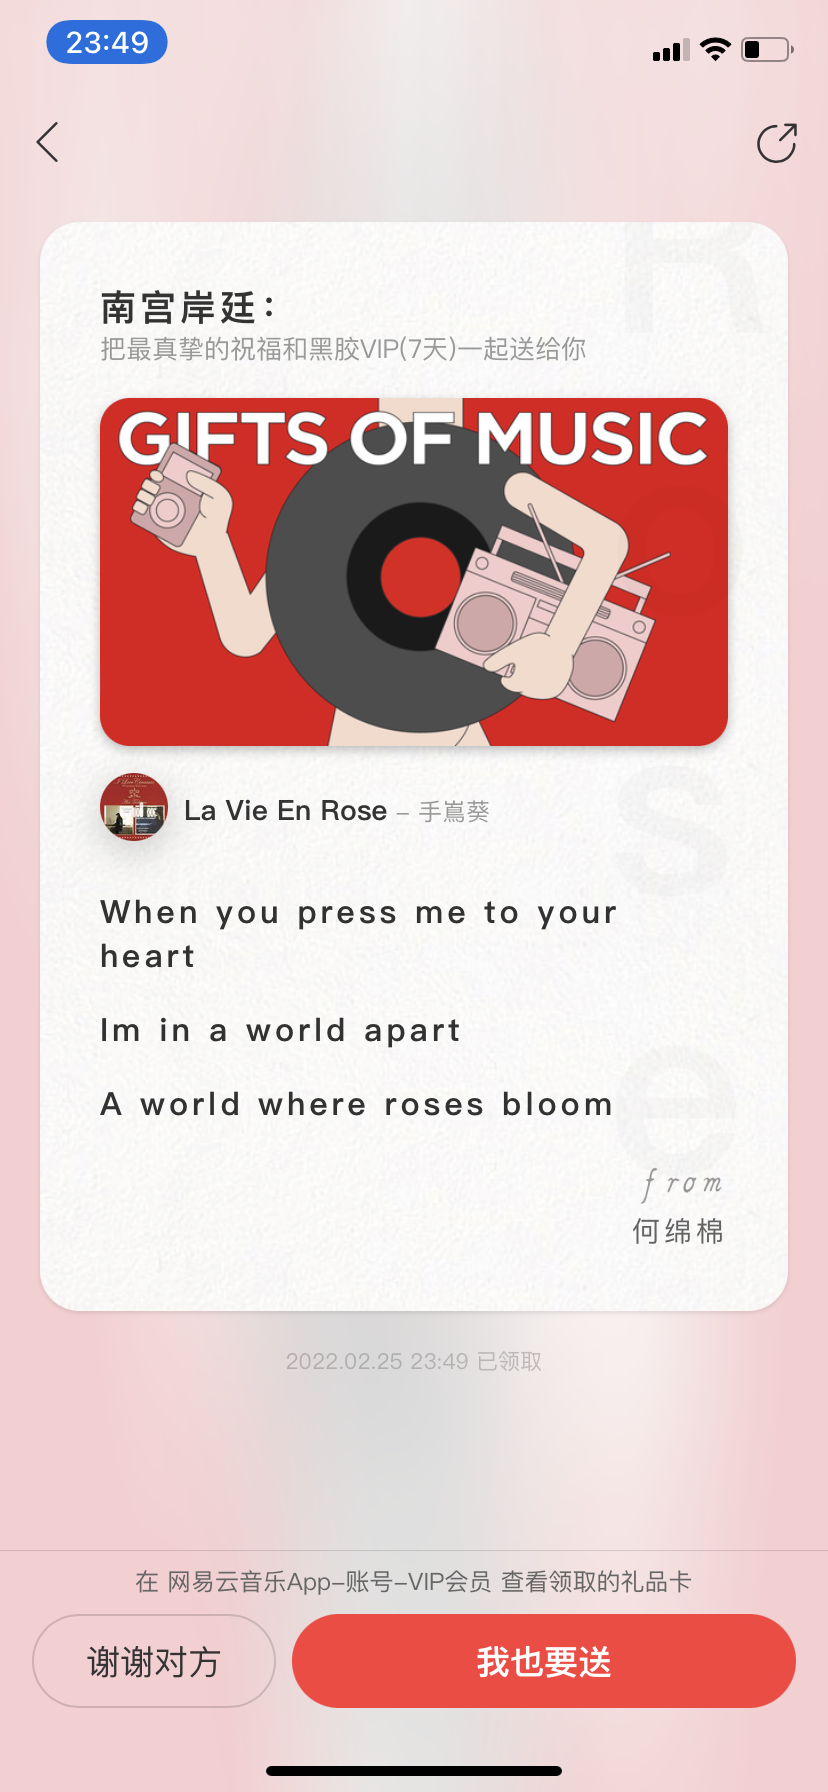 23:49
南宫岸廷：
把最真挚的祝福和黑胶VIP(7天)一起送给你
GIFTS OF MUSIC
La Vie En Rose – 手嶌葵
When you press me to your
heart
Im in a world apart
A world where roses bloom
from
何绵棉
2022.02.25 23:49 已领取
在 网易云音乐App–账号–VIP会员 查看领取的礼品卡
谢谢对方
我也要送